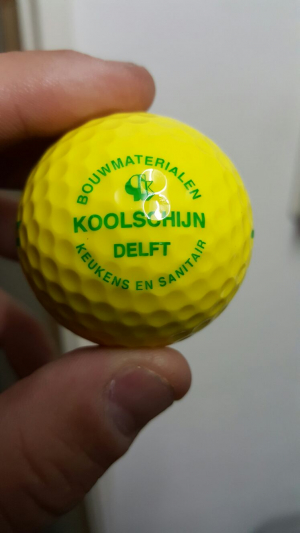 BOUWMATERIALEN
K
KOOLSCHIJN
DELFT
KEUKENS EN SANITAIR